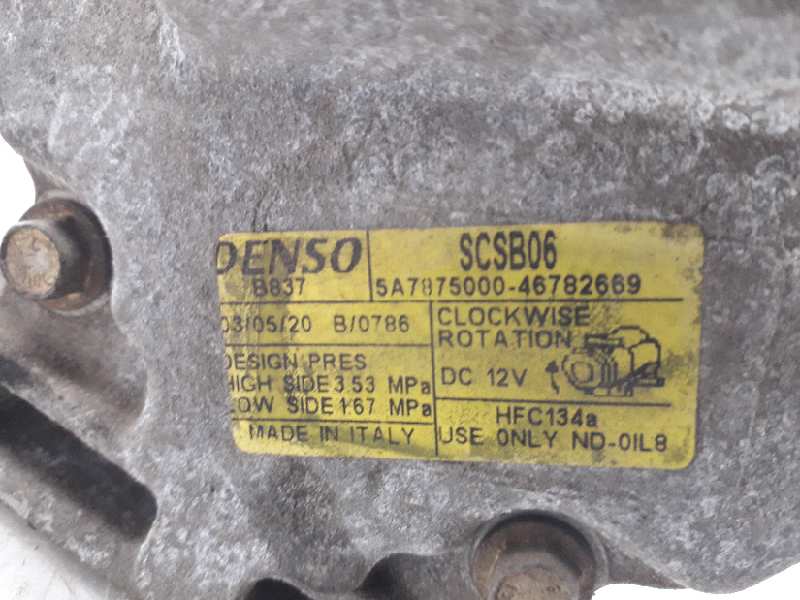 DENSO
B837
SCSB06
5A7875000-46782669
03/05/20 B/0786
DESIGN PRES
HIGH SIDE 3.53 MPa
LOW SIDE 1.67 MPa
MADE IN ITALY
CLOCKWISE
ROTATION
DC 12V
HFC134a
USE ONLY ND-OIL8